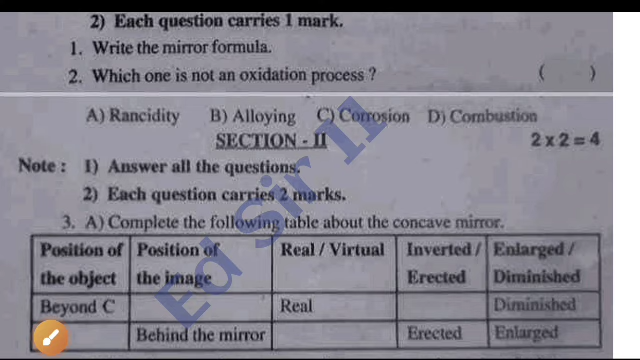 2) Each question carries 1 mark.
1. Write the mirror formula.
2. Which one is not an oxidation process ? ( )
A) Rancidity B) Alloying C) Corrosion D) Combustion
SECTION - II 2 x 2 = 4
Note : 1) Answer all the questions.
2) Each question carries 2 marks.
3. A) Complete the following table about the concave mirror.
Position of the object Position of the image Real / Virtual Inverted / Erected Enlarged / Diminished
Beyond C Real Diminished
Behind the mirror Erected Enlarged
Ed Sir 11